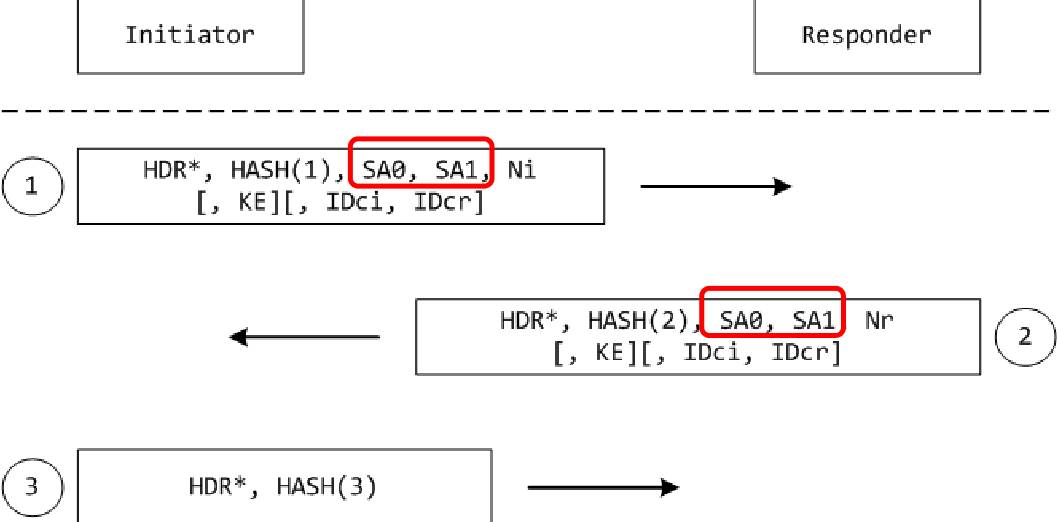 Initiator
Responder
1
HDR*, HASH(1), SA0, SA1, Ni
[, KE][, IDci, IDcr]
HDR*, HASH(2), SA0, SA1 Nr
[, KE][, IDci, IDcr]
2
3
HDR*, HASH(3)